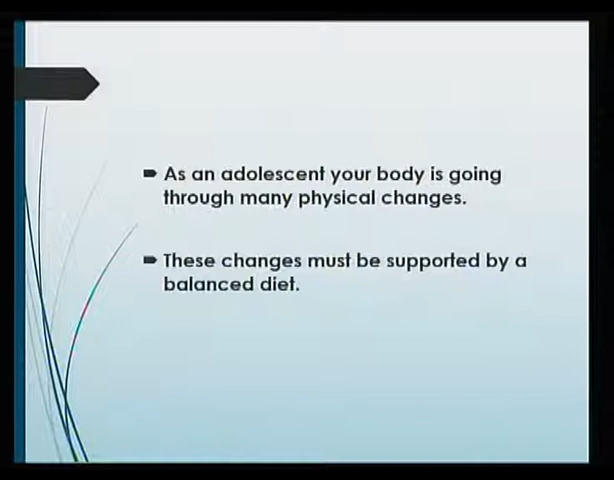 As an adolescent your body is going
through many physical changes.
These changes must be supported by a
balanced diet.